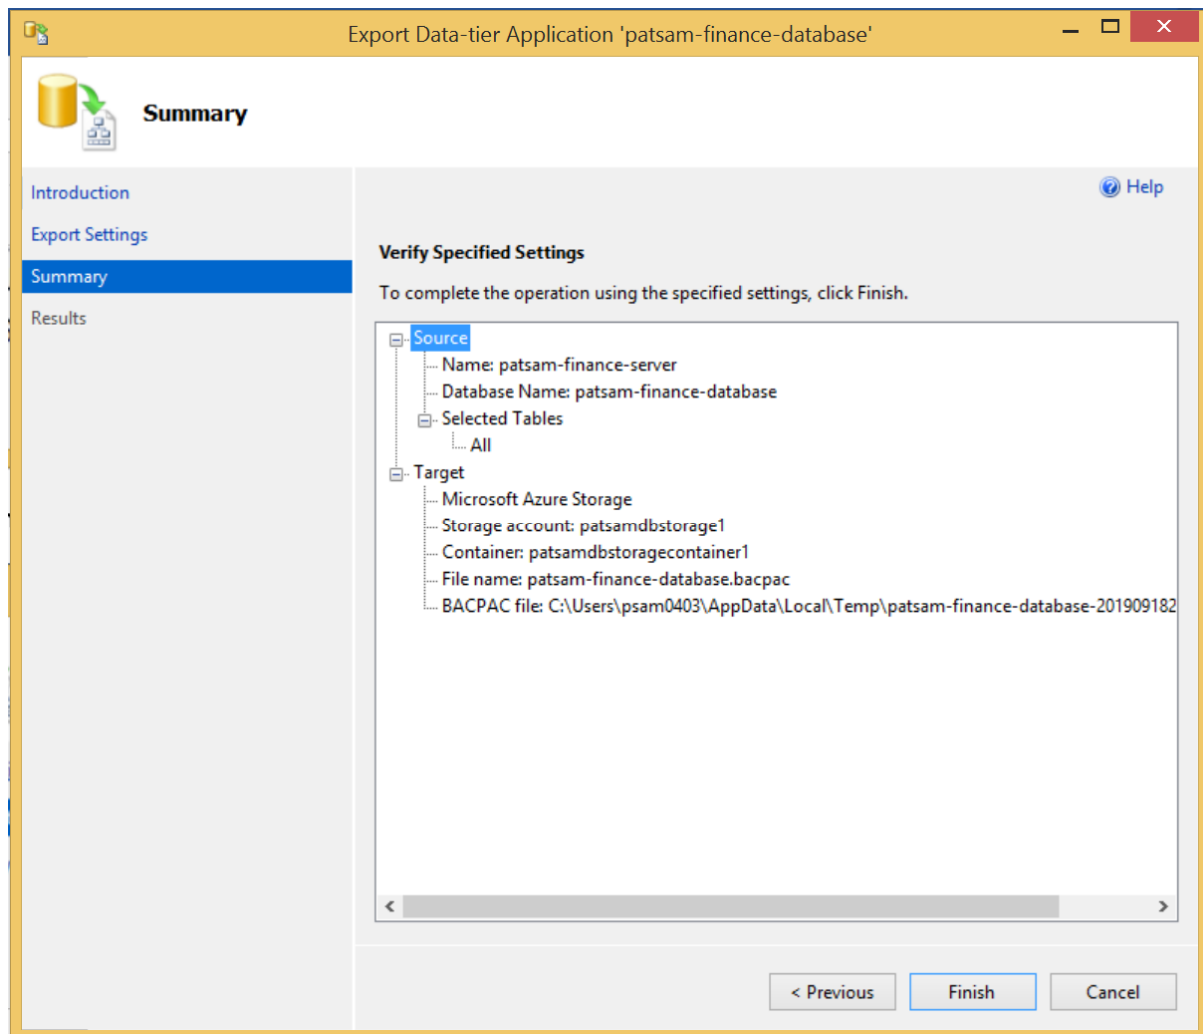 Export Data-tier Application 'patsam-finance-database'
Summary
Introduction
Export Settings
Summary
Results
Help
Verify Specified Settings
To complete the operation using the specified settings, click Finish.
Source
Name: patsam-finance-server
Database Name: patsam-finance-database
Selected Tables
All
Target
Microsoft Azure Storage
Storage account: patsamdbstorage1
Container: patsamdbstoragecontainer1
File name: patsam-finance-database.bacpac
BACPAC file: C:\Users\psam0403\AppData\Local\Temp\patsam-finance-database-201909182
< Previous
Finish
Cancel